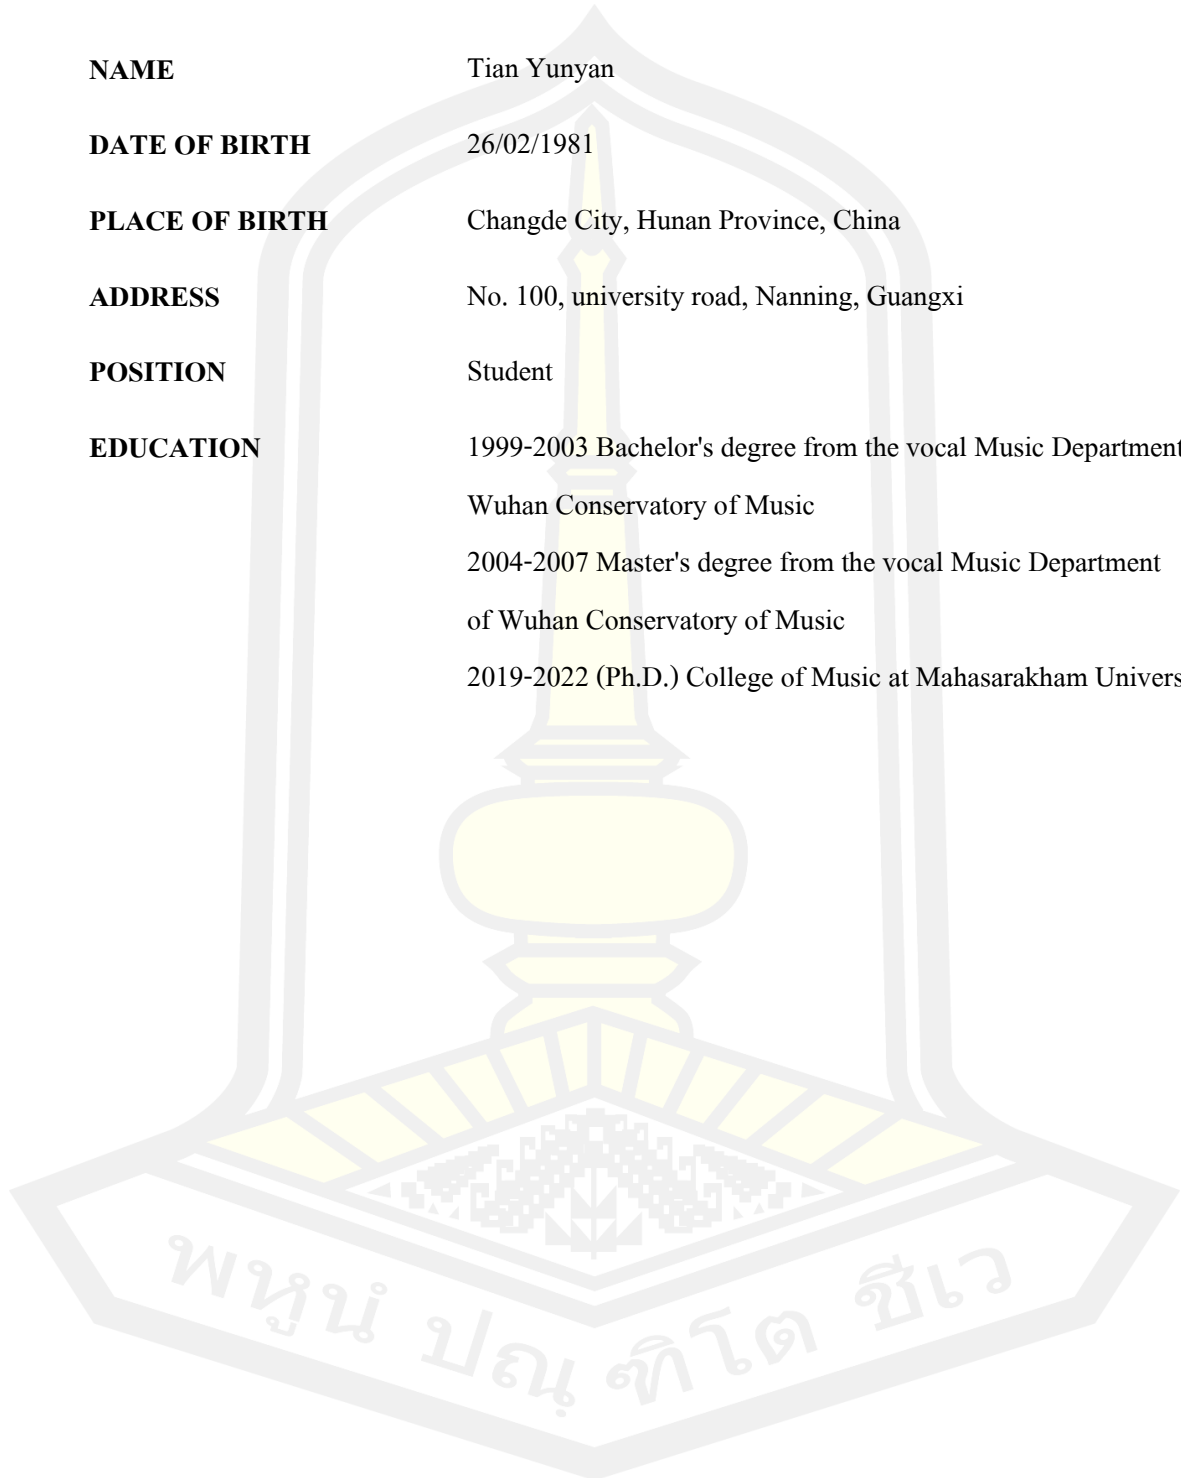 NAME Tian Yunyan
DATE OF BIRTH 26/02/1981
PLACE OF BIRTH Changde City, Hunan Province, China
ADDRESS No. 100, university road, Nanning, Guangxi
POSITION Student
EDUCATION 1999-2003 Bachelor's degree from the vocal Music Department
Wuhan Conservatory of Music
2004-2007 Master's degree from the vocal Music Department
of Wuhan Conservatory of Music
2019-2022 (Ph.D.) College of Music at Mahasarakham Univers
พหูนํ ปณฺฑิโต ชีเว